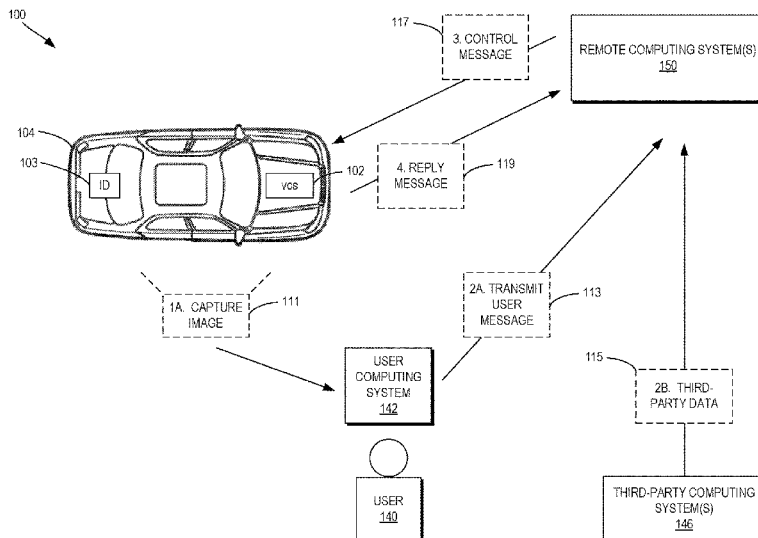 100
117
3. CONTROL
MESSAGE
REMOTE COMPUTING SYSTEM(S)
150
104
103
ID
102
VCS
4. REPLY
MESSAGE
119
1A. CAPTURE
IMAGE
111
2A. TRANSMIT
USER
MESSAGE
113
USER
COMPUTING
SYSTEM
142
115
2B. THIRD-
PARTY DATA
USER
140
THIRD-PARTY COMPUTING
SYSTEM(S)
146